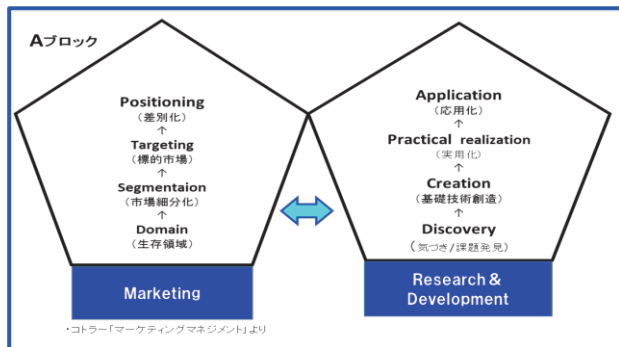 Aブロック
Positioning
(差別化)
↑
Targeting
(標的市場)
↑
Segmentaion
(市場細分化)
↑
Domain
(生存領域)
Marketing
・コトラー「マーケティングマネジメント」より
Application
(応用化)
↑
Practical realization
(実用化)
↑
Creation
(基礎技術創造)
↑
Discovery
(気づき/課題発見)
Research &
Development